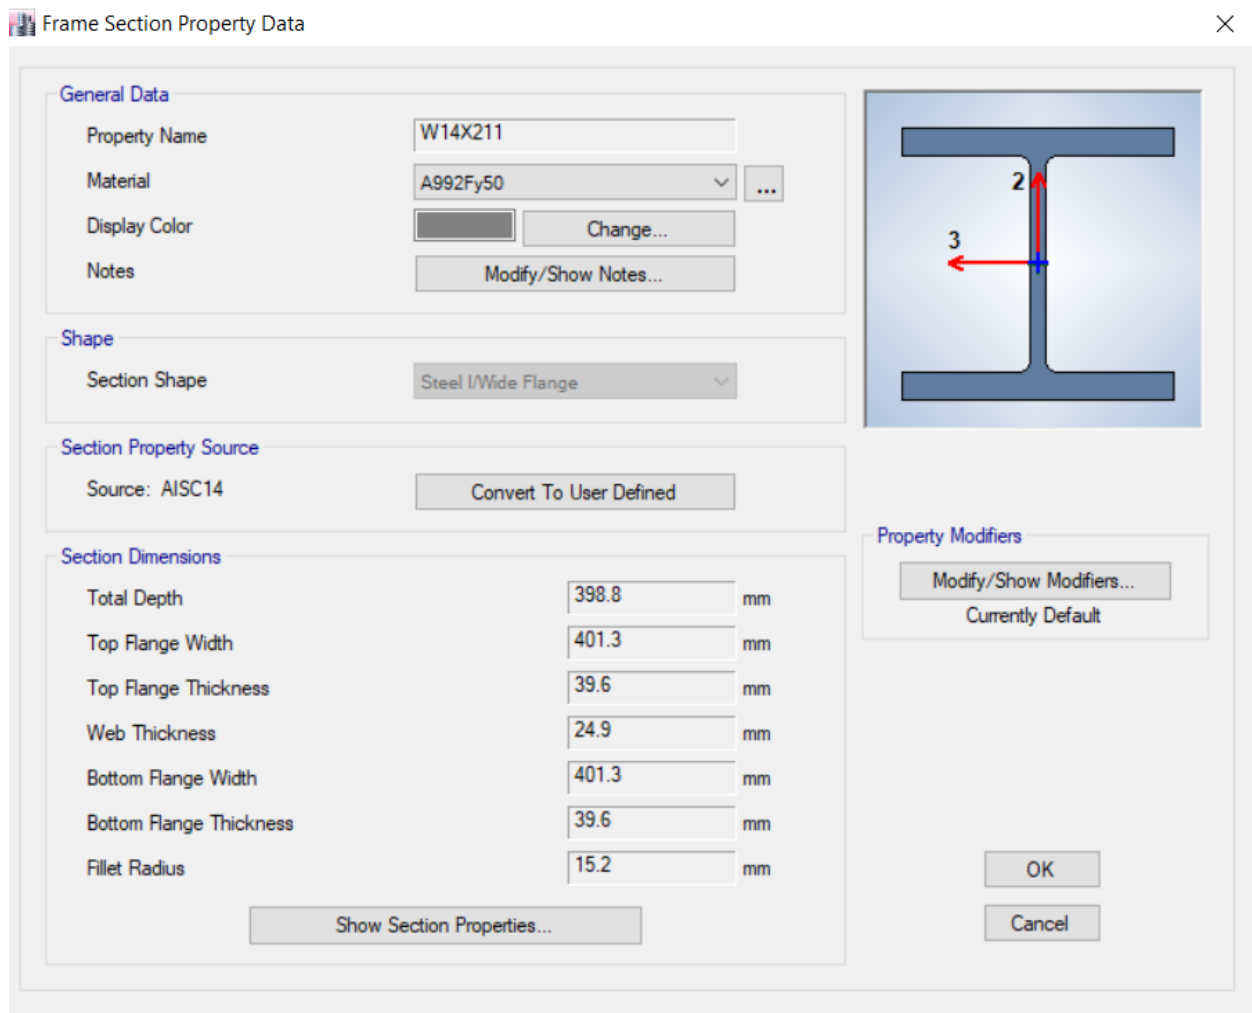 Frame Section Property Data
General Data
Property Name W14X211
Material A992Fy50 ...
Display Color Change...
Notes Modify/Show Notes...
2
3
Shape
Section Shape Steel I/Wide Flange
Section Property Source
Source: AISC14 Convert To User Defined
Property Modifiers
Modify/Show Modifiers...
Currently Default
Section Dimensions
Total Depth 398.8 mm
Top Flange Width 401.3 mm
Top Flange Thickness 39.6 mm
Web Thickness 24.9 mm
Bottom Flange Width 401.3 mm
Bottom Flange Thickness 39.6 mm
Fillet Radius 15.2 mm
Show Section Properties...
OK
Cancel